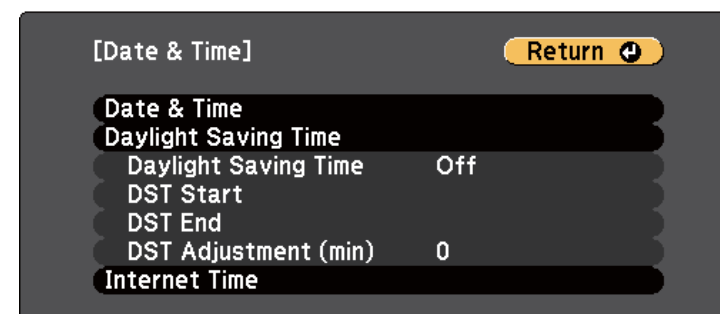 [Date & Time]
Return
Date & Time
Daylight Saving Time
Daylight Saving Time Off
DST Start
DST End
DST Adjustment (min) 0
Internet Time